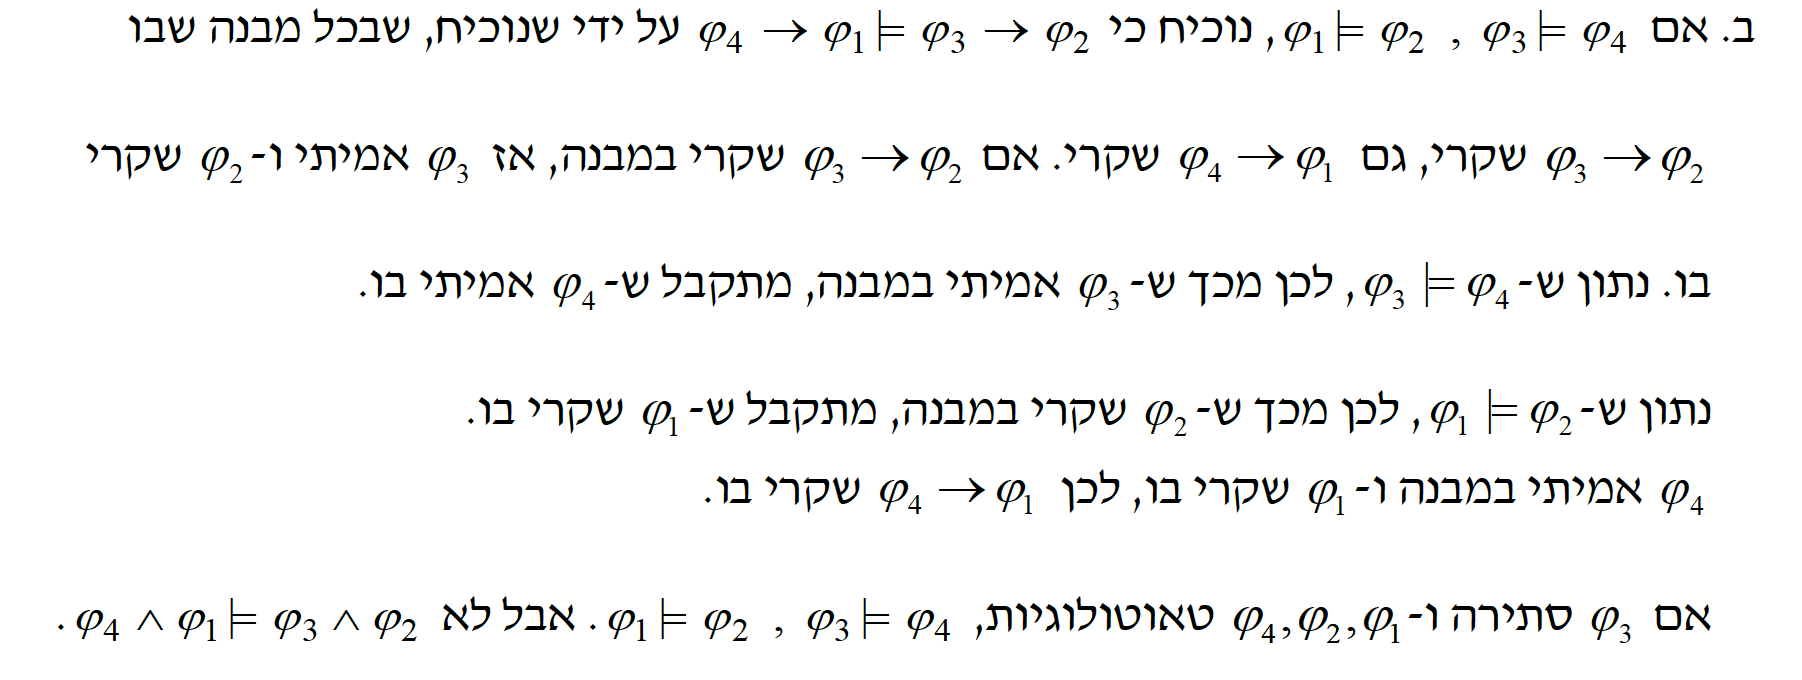 ב. אם φ₃ ⊨ φ₄ , φ₁ ⊨ φ₂, נוכיח כי φ₄ → φ₁ ⊨ φ₃ → φ₂ על ידי שנוכיח, שבכל מבנה שבו
φ₃ → φ₂ שקרי, גם φ₄ → φ₁ שקרי. אם φ₃ → φ₂ שקרי במבנה, אז φ₃ אמיתי ו-φ₂ שקרי
בו. נתון ש-φ₃ ⊨ φ₄, לכן מכך ש-φ₃ אמיתי במבנה, מתקבל ש-φ₄ אמיתי בו.
נתון ש-φ₁ ⊨ φ₂, לכן מכך ש-φ₂ שקרי במבנה, מתקבל ש-φ₁ שקרי בו.
φ₄ אמיתי במבנה ו-φ₁ שקרי בו, לכן φ₄ → φ₁ שקרי בו.
אם φ₃ סתירה ו-φ₄,φ₂,φ₁ טאוטולוגיות, φ₁ ⊨ φ₂ , φ₃ ⊨ φ₄. אבל לא φ₄ ∧ φ₁ ⊨ φ₃ ∧ φ₂.